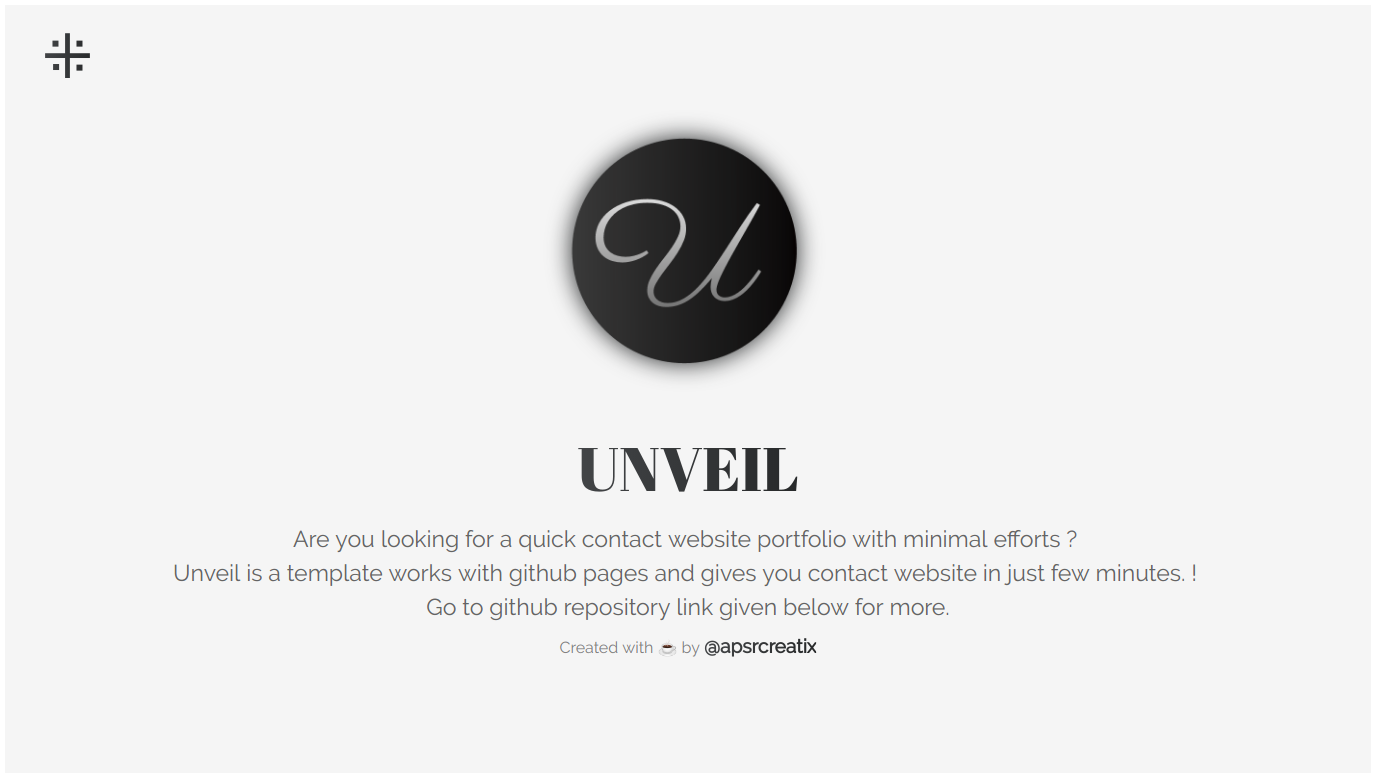 U
UNVEIL
Are you looking for a quick contact website portfolio with minimal efforts ?
Unveil is a template works with github pages and gives you contact website in just few minutes. !
Go to github repository link given below for more.
Created with ☕ by @apsrcreatix